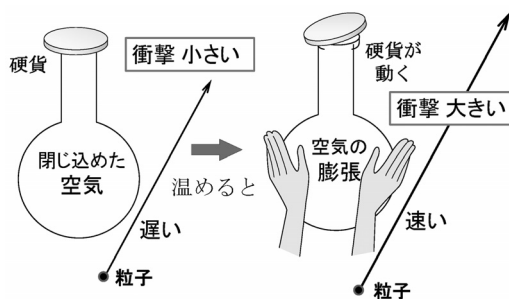 硬貨
衝撃 小さい
閉じ込めた
空気
遅い
粒子
温めると
硬貨が
動く
衝撃 大きい
空気の
膨張
速い
粒子